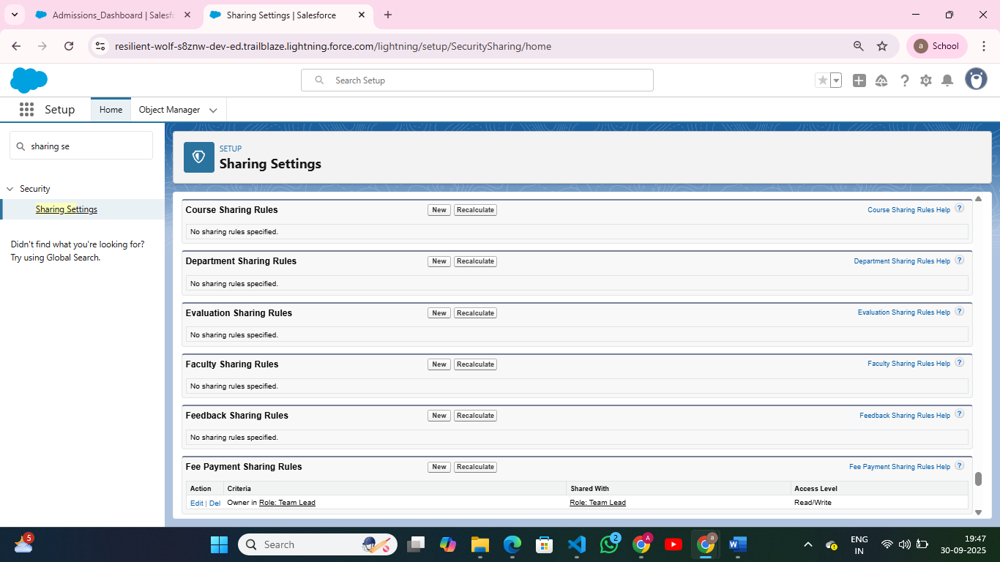 Admissions_Dashboard | Salesf
Sharing Settings | Salesforce
resilient-wolf-s8znw-dev-ed.trailblaze.lightning.force.com/lightning/setup/SecuritySharing/home
a School
Search Setup
Setup
Home
Object Manager
sharing se
Security
Sharing Settings
Didn't find what you're looking for?
Try using Global Search.
SETUP
Sharing Settings
Course Sharing Rules New Recalculate Course Sharing Rules Help ?
No sharing rules specified.
Department Sharing Rules New Recalculate Department Sharing Rules Help ?
No sharing rules specified.
Evaluation Sharing Rules New Recalculate Evaluation Sharing Rules Help ?
No sharing rules specified.
Faculty Sharing Rules New Recalculate Faculty Sharing Rules Help ?
No sharing rules specified.
Feedback Sharing Rules New Recalculate Feedback Sharing Rules Help ?
No sharing rules specified.
Fee Payment Sharing Rules New Recalculate Fee Payment Sharing Rules Help ?
Action Criteria Shared With Access Level
Edit | Del Owner in Role: Team Lead Role: Team Lead Read/Write
5
Search
2
A
a
ENG
IN
19:47
30-09-2025